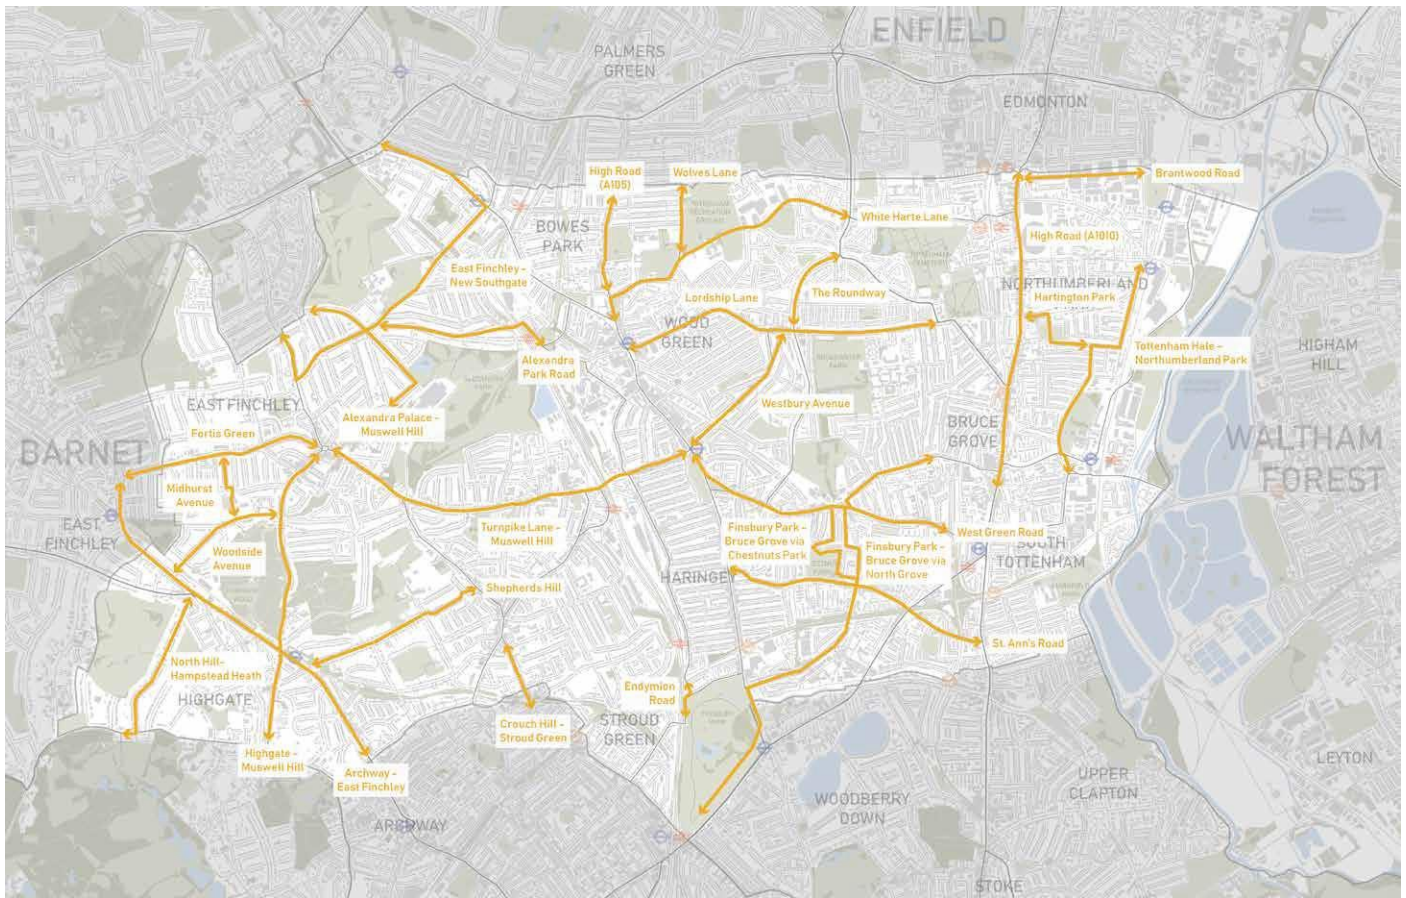 ENFIELD
PALMERS
GREEN
EDMONTON
High Road
(A105)
Wolves Lane
Brantwood Road
BOWES
PARK
White Harte Lane
High Road (A1010)
East Finchley -
New Southgate
NORTHUMBERLAND
Lordship Lane
The Roundway
Hartington Park
WOOD
GREEN
Tottenham Hale -
Northumberland Park
HIGHAM
HILL
Alexandra
Park Road
EAST FINCHLEY
Alexandra Palace -
Muswell Hill
Westbury Avenue
Fortis Green
BRUCE
GROVE
BARNET
WALTHAM
FOREST
Midhurst
Avenue
EAST
FINCHLEY
Turnpike Lane -
Muswell Hill
Finsbury Park -
Bruce Grove via
Chestnuts Park
Finsbury Park -
Bruce Grove via
North Grove
West Green Road
SOUTH
TOTTENHAM
Woodside
Avenue
HARINGEY
Shepherds Hill
St. Ann's Road
North Hill-
Hampstead Heath
HIGHGATE
Endymion
Road
Crouch Hill -
Stroud Green
STROUD
GREEN
Highgate -
Muswell Hill
Archway -
East Finchley
LEYTON
UPPER
CLAPTON
WOODBERRY
DOWN
ARCHWAY
STOKE